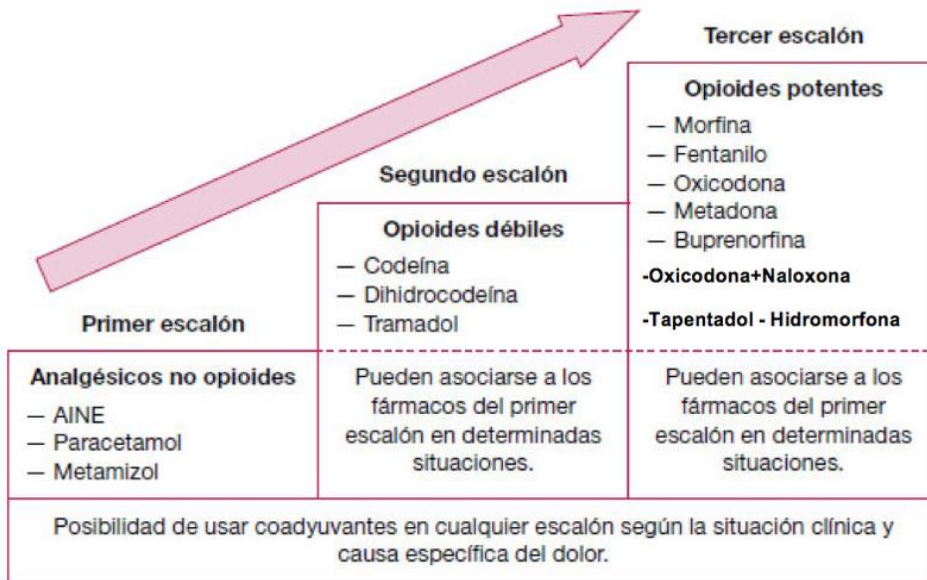 Primer escalón
Analgésicos no opioides
— AINE
— Paracetamol
— Metamizol
Segundo escalón
Opioides débiles
— Codeína
— Dihidrocodeína
— Tramadol
Pueden asociarse a los
fármacos del primer
escalón en determinadas
situaciones.
Tercer escalón
Opioides potentes
— Morfina
— Fentanilo
— Oxicodona
— Metadona
— Buprenorfina
-Oxicodona+Naloxona
-Tapentadol - Hidromorfona
Pueden asociarse a los
fármacos del primer
escalón en determinadas
situaciones.
Posibilidad de usar coadyuvantes en cualquier escalón según la situación clínica y
causa específica del dolor.